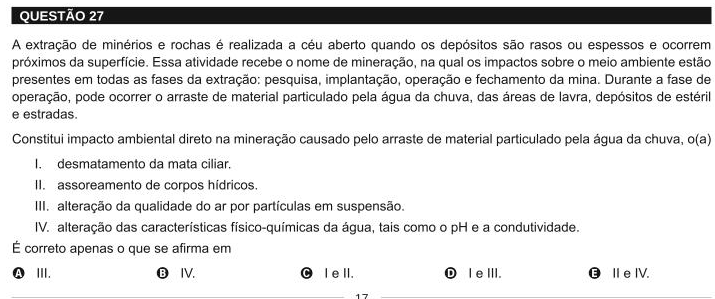 QUESTÃO 27
A extração de minérios e rochas é realizada a céu aberto quando os depósitos são rasos ou espessos e ocorrem
próximos da superfície. Essa atividade recebe o nome de mineração, na qual os impactos sobre o meio ambiente estão
presentes em todas as fases da extração: pesquisa, implantação, operação e fechamento da mina. Durante a fase de
operação, pode ocorrer o arraste de material particulado pela água da chuva, das áreas de lavra, depósitos de estéril
e estradas.
Constitui impacto ambiental direto na mineração causado pelo arraste de material particulado pela água da chuva, o(a)
I. desmatamento da mata ciliar.
II. assoreamento de corpos hídricos.
III. alteração da qualidade do ar por partículas em suspensão.
IV. alteração das características físico-químicas da água, tais como o pH e a condutividade.
É correto apenas o que se afirma em
A III. B IV. C I e II. D I e III. E II e IV.
17